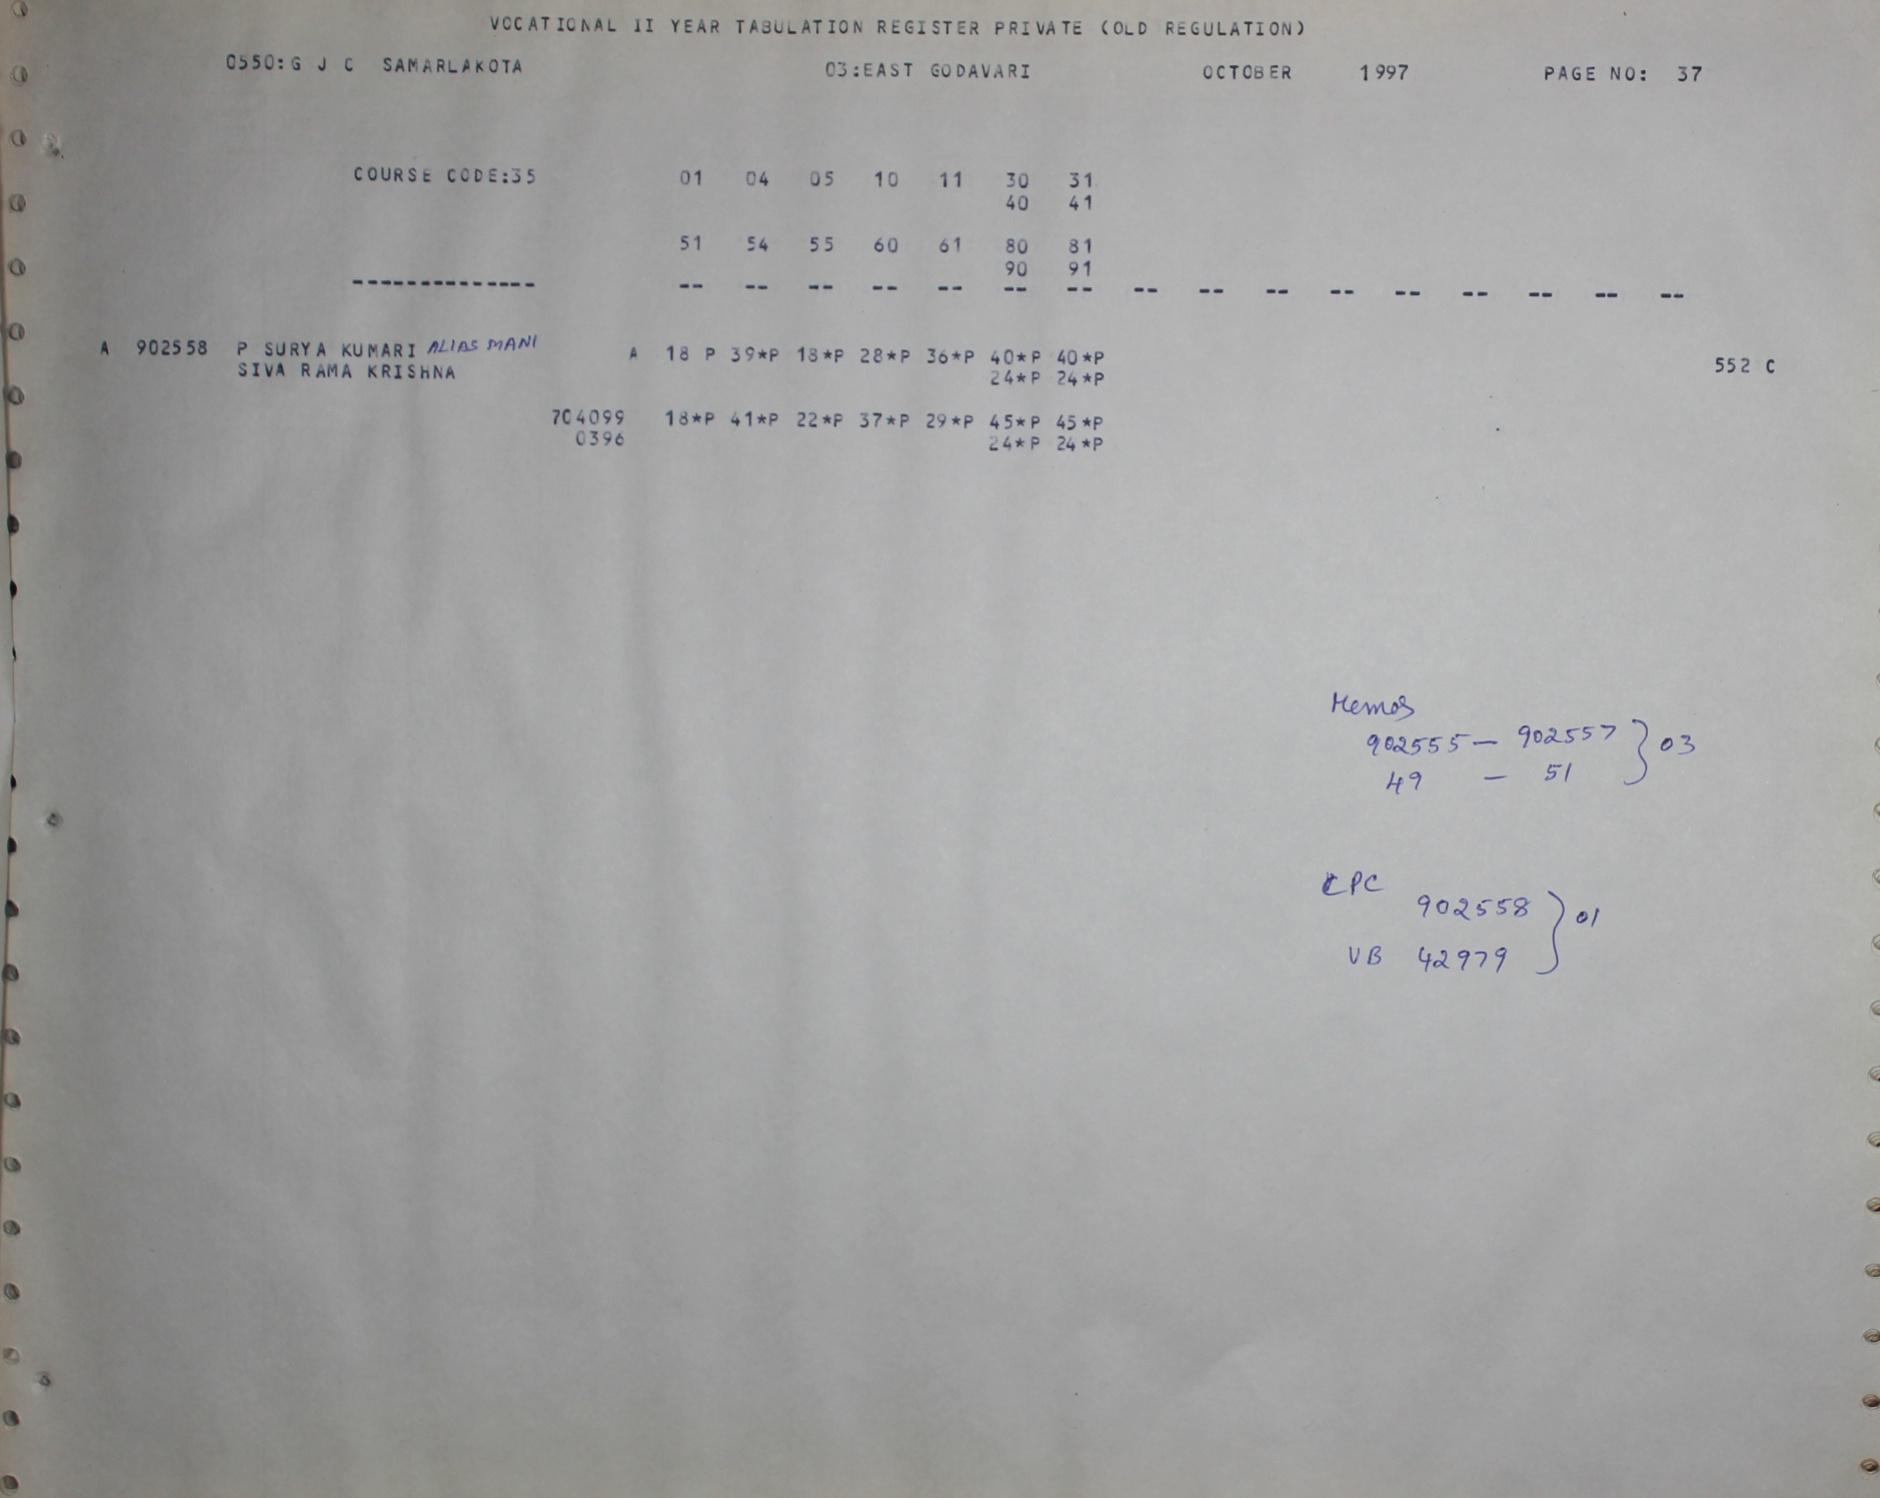 VOCATIONAL II YEAR TABULATION REGISTER PRIVATE (OLD REGULATION)
0550:G J C SAMARLAKOTA 03:EAST GODAVARI OCTOBER 1997 PAGE NO: 37
COURSE CODE:35 01 04 05 10 11 30 31
40 41
51 54 55 60 61 80 81
90 91
-------------- -- -- -- -- -- -- -- -- -- -- -- -- -- -- -- --
A 902558 P SURYA KUMARI ALIAS MANI A 18 P 39*P 18*P 28*P 36*P 40*P 40*P 552 C
SIVA RAMA KRISHNA 24*P 24*P
704099 18*P 41*P 22*P 37*P 29*P 45*P 45*P
0396 24*P 24*P
Memos
902555 — 902557 } 03
49 — 51
CPC
902558 } 01
VB 42979